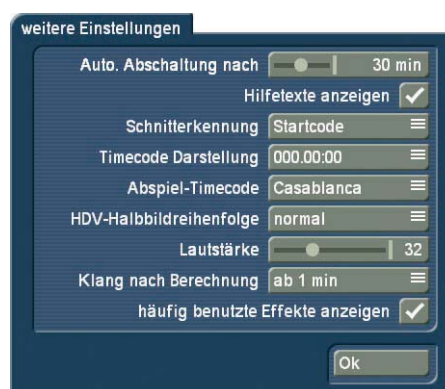 weitere Einstellungen
Auto. Abschaltung nach 30 min
Hilfetexte anzeigen
Schnitterkennung Startcode
Timecode Darstellung 000.00:00
Abspiel-Timecode Casablanca
HDV-Halbbildreihenfolge normal
Lautstärke 32
Klang nach Berechnung ab 1 min
häufig benutzte Effekte anzeigen
Ok